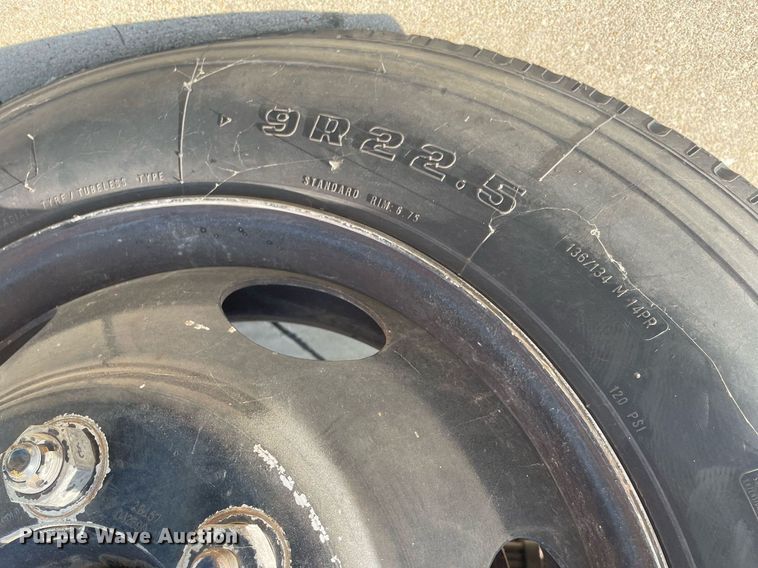 9R22.5
TYRE/TUBELESS TYPE
STANDARD RIM: 6.75
136/134 M 14PR
120 PSI
Purple Wave Auction